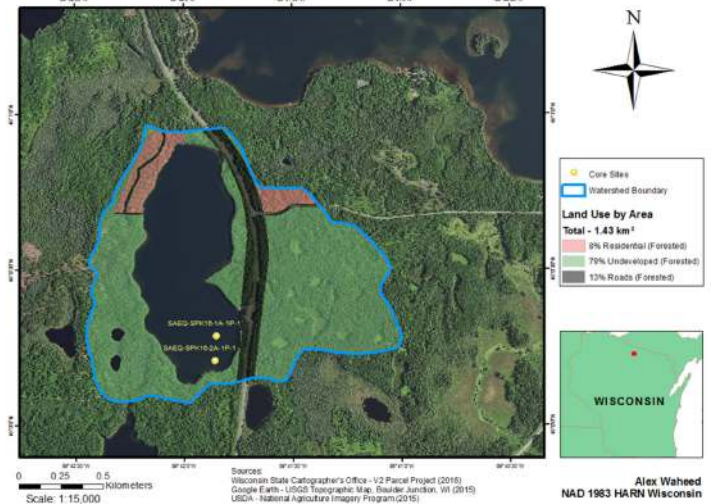 N
SAEQ-SPK16-1A-1P-1
SAEQ-SPK16-2A-1P-1
Core Sites
Watershed Boundary
Land Use by Area
Total - 1.43 km²
8% Residential (Forested)
79% Undeveloped (Forested)
13% Roads (Forested)
WISCONSIN
0 0.25 0.5
Kilometers
Scale: 1:15,000
Sources:
Wisconsin State Cartographer's Office - V2 Parcel Project (2016)
Google Earth - USGS Topographic Map, Boulder Junction, WI (2015)
USDA - National Agriculture Imagery Program (2015)
Alex Waheed
NAD 1983 HARN Wisconsin